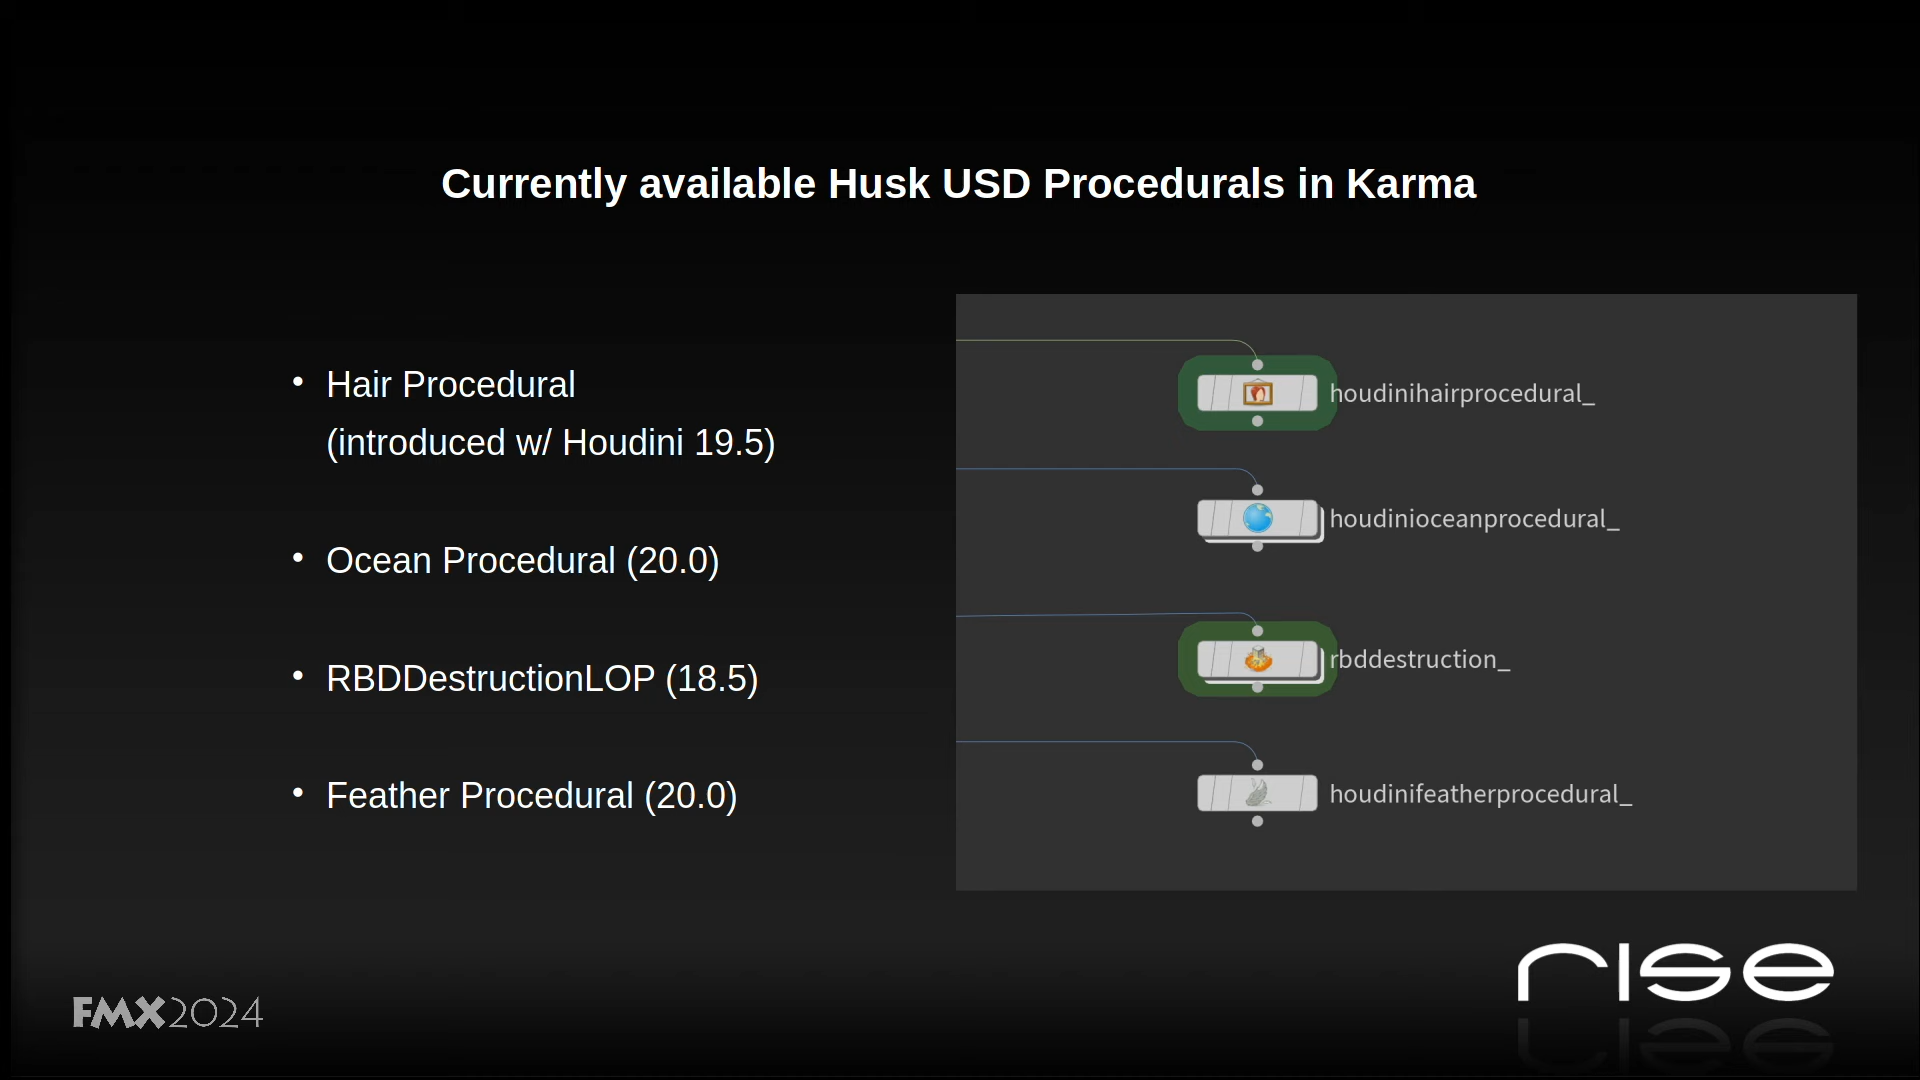 Currently available Husk USD Procedurals in Karma
• Hair Procedural
(introduced w/ Houdini 19.5)
• Ocean Procedural (20.0)
• RBDDestructionLOP (18.5)
• Feather Procedural (20.0)
houdinihairprocedural_
houdinioceanprocedural_
rbddestruction_
houdinifeatherprocedural_
FMX2024
rise